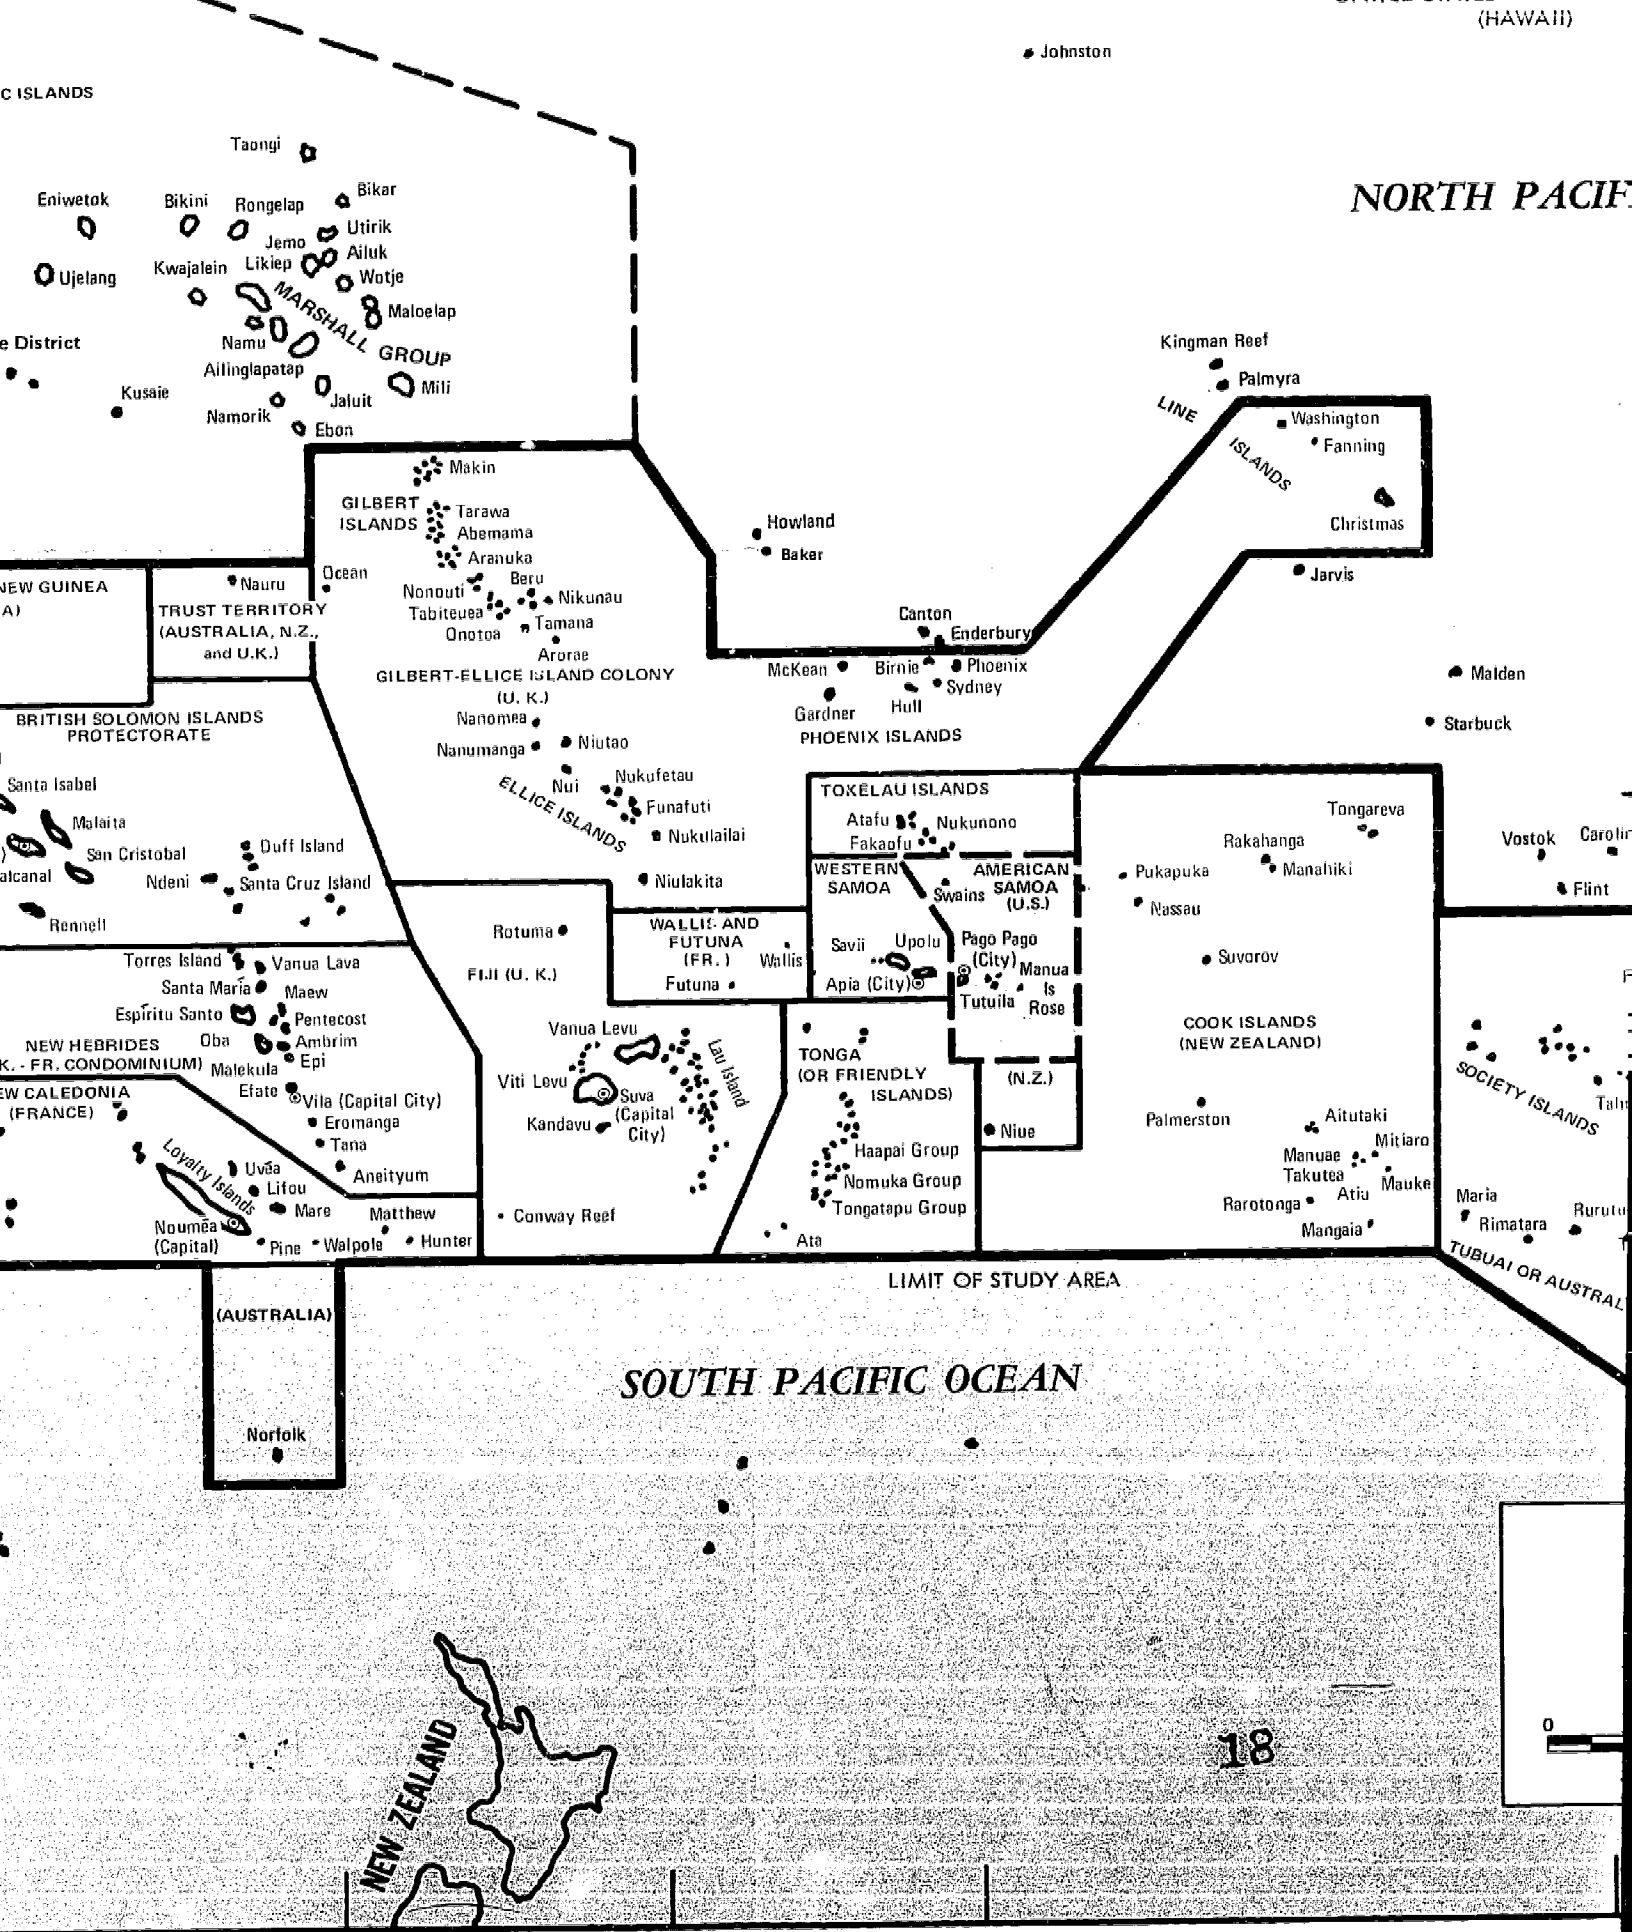 (HAWAII)
Johnston
C ISLANDS
Taongi
NORTH PACIF
Bikar
Eniwetok
Bikini
Rongelap
Utirik
Jemo
Ailuk
Likiep
Kwajalein
Ujelang
Wotje
MARSHALL GROUP
Maloelap
e District
Namu
Ailinglapatap
Mili
Kusaie
Jaluit
Namorik
Ebon
Kingman Reef
Palmyra
LINE
ISLANDS
Washington
Fanning
Christmas
Jarvis
Makin
GILBERT
ISLANDS
Tarawa
Abemama
Aranuka
Howland
Baker
NEW GUINEA
A)
Nauru
TRUST TERRITORY
(AUSTRALIA, N.Z.,
and U.K.)
Ocean
Nonouti
Beru
Nikunau
Tabiteuea
Tamana
Onotoa
Arorae
GILBERT-ELLICE ISLAND COLONY
(U. K.)
Canton
Enderbury
McKean
Birnie
Phoenix
Sydney
Gardner
Hull
PHOENIX ISLANDS
Malden
Starbuck
BRITISH SOLOMON ISLANDS
PROTECTORATE
Nanomea
Nanumanga
Niutao
Nui
Nukufetau
Funafuti
ELLICE ISLANDS
Nukulailai
Niulakita
Santa Isabel
Malaita
)
San Cristobal
alcanal
Rennell
Duff Island
Ndeni
Santa Cruz Island
TOKELAU ISLANDS
Atafu
Nukunono
Fakaofu
WESTERN
SAMOA
AMERICAN
SAMOA
(U.S.)
Swains
Savii
Upolu
Apia (City)
Pago Pago
(City)
Manua
Is
Tutuila
Rose
Tongareva
Rakahanga
Manahiki
Pukapuka
Nassau
Suvorov
COOK ISLANDS
(NEW ZEALAND)
Palmerston
Aitutaki
Mitiaro
Manuae
Takutea
Mauke
Atiu
Rarotonga
Mangaia
Vostok
Carolin
Flint
Rotuma
FIJI (U. K.)
WALLIS AND
FUTUNA
(FR.)
Wallis
Futuna
Torres Island
Vanua Lava
Santa María
Maew
Espíritu Santo
Pentecost
Oba
Ambrim
NEW HEBRIDES
K. - FR. CONDOMINIUM)
Epi
Malekula
Efate
Vila (Capital City)
Eromanga
Tana
Aneityum
EW CALEDONIA
(FRANCE)
Loyalty Islands
Uvéa
Lifou
Mare
Nouméa
(Capital)
Pine
Walpole
Matthew
Hunter
Vanua Levu
Viti Levu
Suva
(Capital
City)
Kandavu
Lau Island
Conway Reef
TONGA
(OR FRIENDLY
ISLANDS)
Haapai Group
Nomuka Group
Tongatapu Group
Ata
(N.Z.)
Niue
SOCIETY ISLANDS
Tahi
Maria
Rimatara
Rurutu
TUBUAI OR AUSTRAL
LIMIT OF STUDY AREA
(AUSTRALIA)
Norfolk
SOUTH PACIFIC OCEAN
NEW ZEALAND
18
0